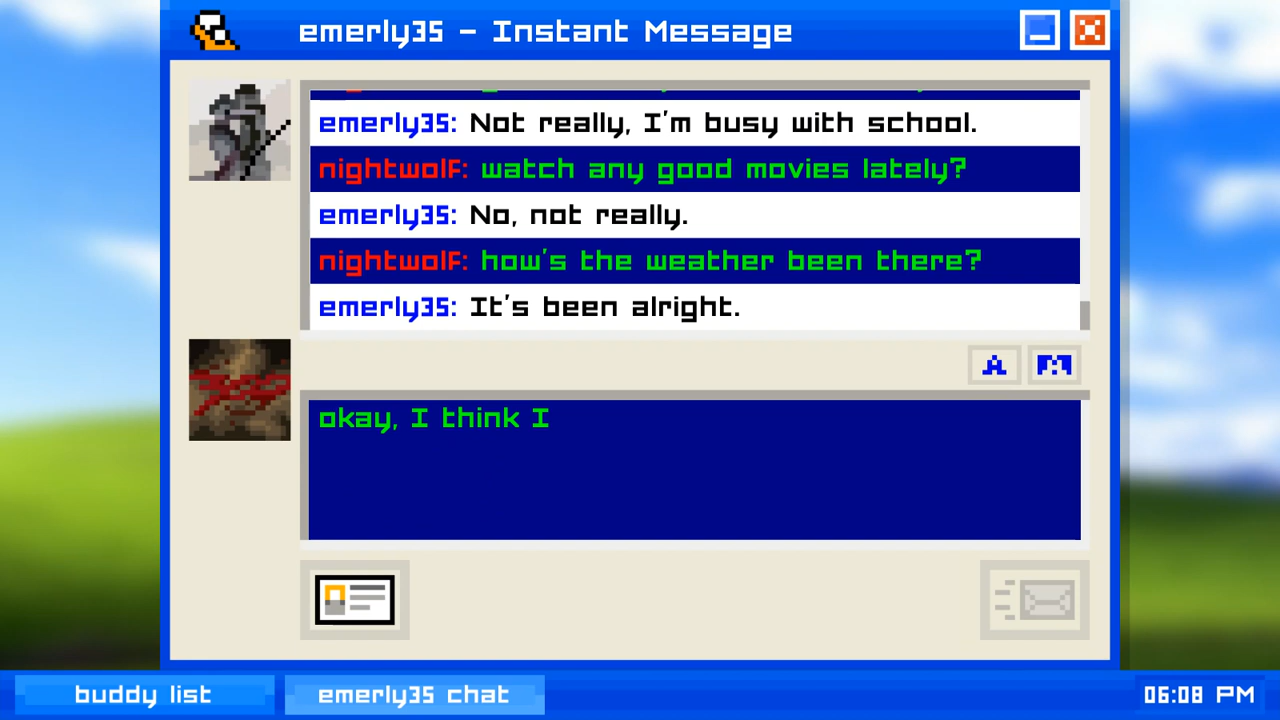 emerly35 - Instant Message
emerly35: Not really, I'm busy with school.
nightwolf: watch any good movies lately?
emerly35: No, not really.
nightwolf: how's the weather been there?
emerly35: It's been alright.
A
okay, I think I
buddy list
emerly35 chat
06:08 PM